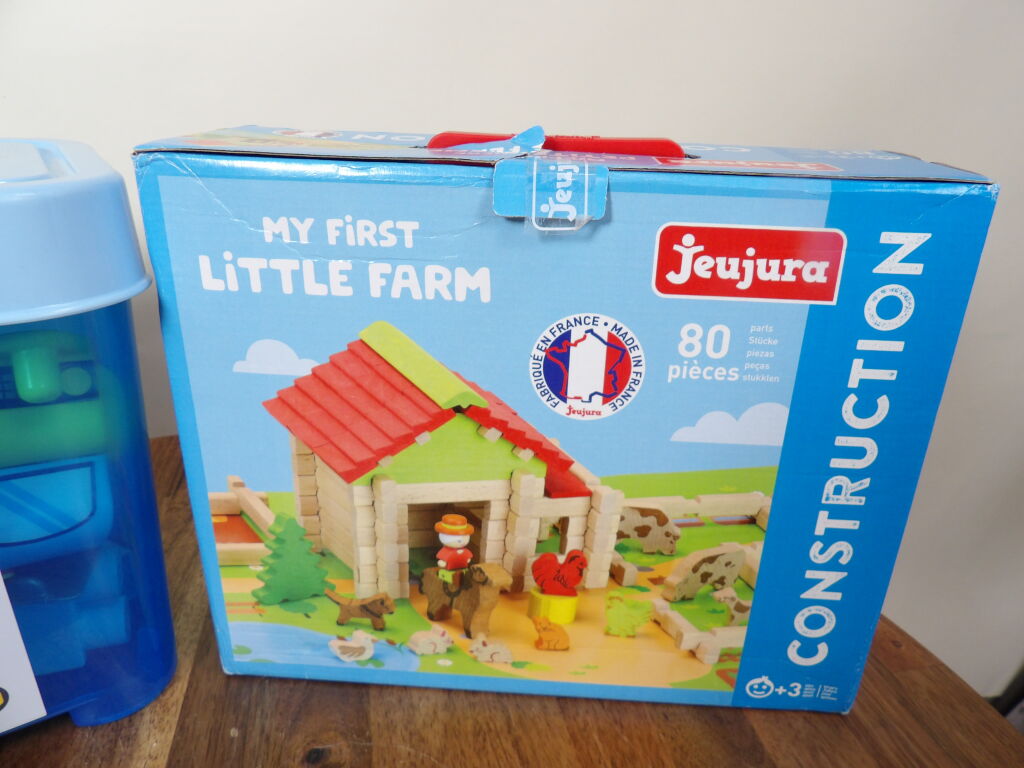 Jeuj
MY FiRST
LiTTLE FARM
Jeujura
FABRIQUÉ EN FRANCE • MADE IN FRANCE •
Jeujura
80
pièces
parts
Stücke
piezas
peças
stukken
CONSTRUCTION
+3